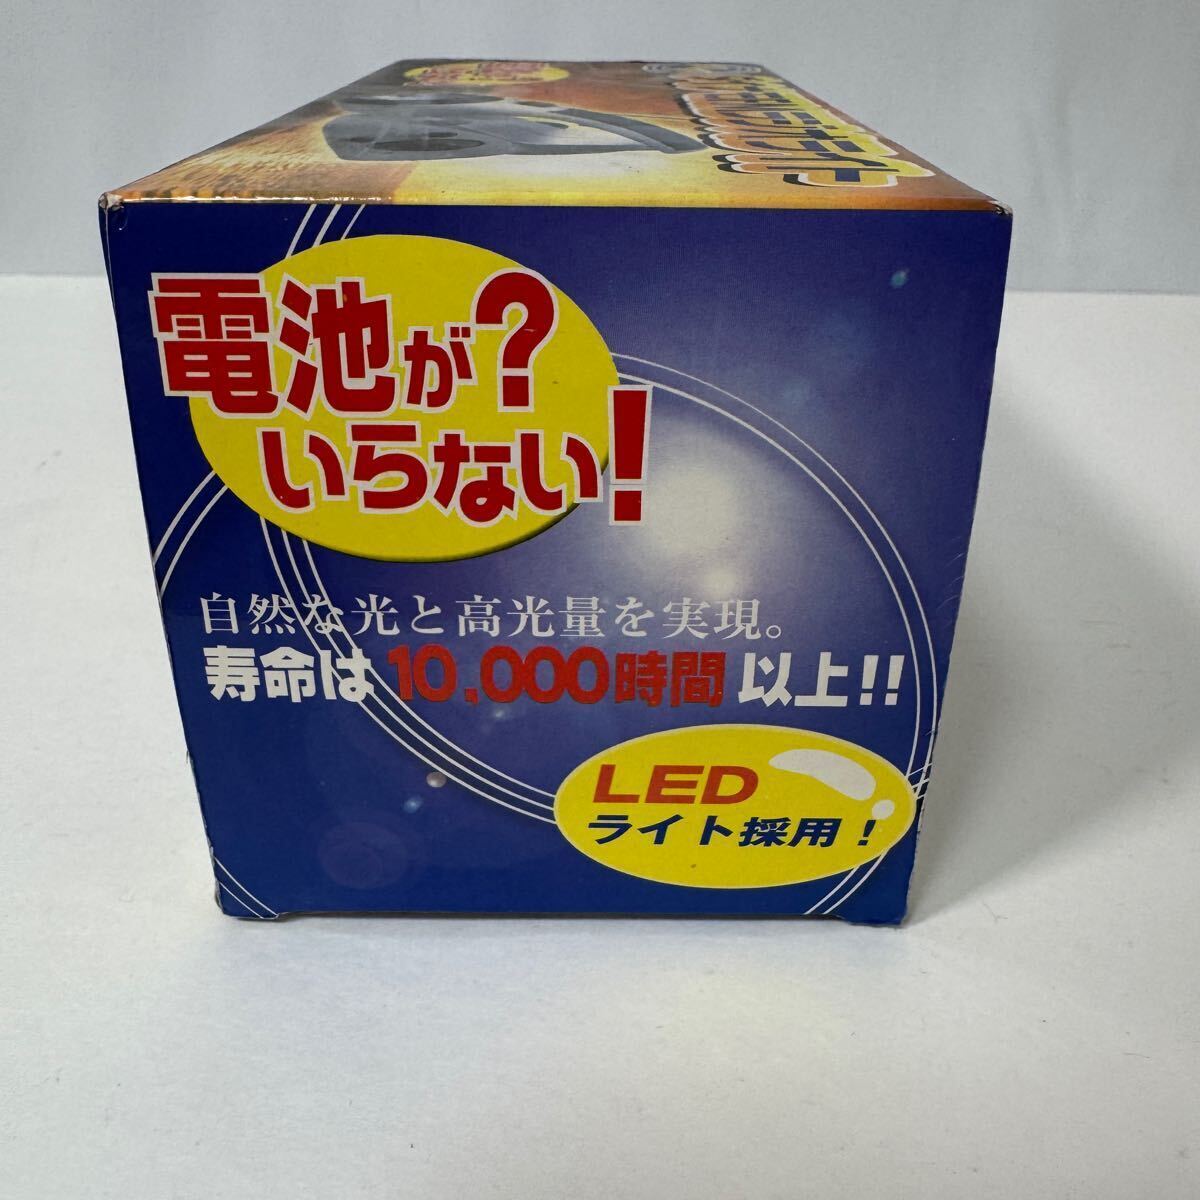 電池が?
いらない!
自然な光と高光量を実現。
寿命は10,000時間以上!!
LED
ライト採用!